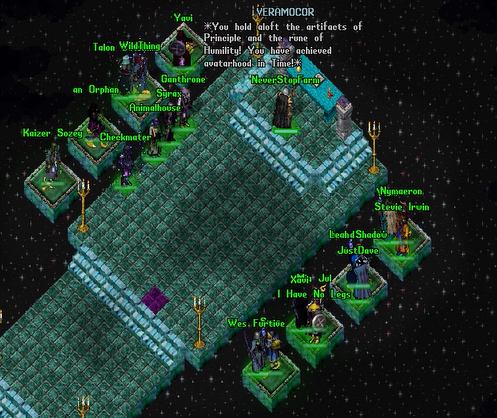 VERAMOCOR
*You hold aloft the artifacts of
Principle and the rune of
Humility! You have achieved
avatarhood in Time!*
Yavi
Talon
WildThing
Ganthrone
NeverStopFarm
an Orphan
Syrax
Animalhouse
Kaizer Sozey
Checkmater
Nymaeron
Stevie Irwin
Shadow
JustDave
Xavi
Jul
I Have No Legs
Wes
Furtive